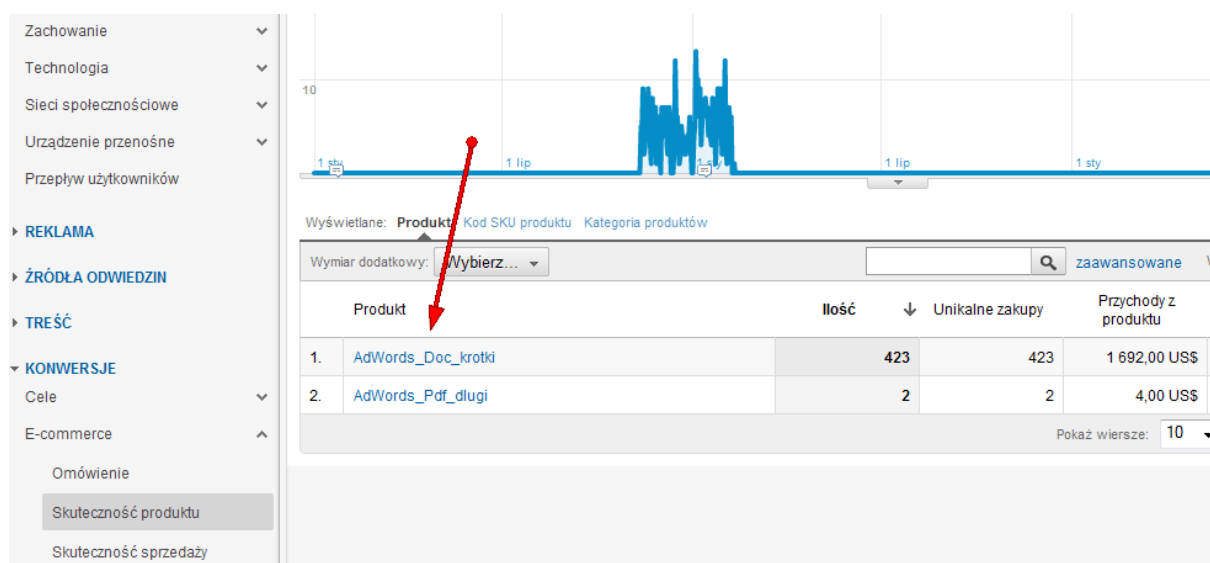 Zachowanie
Technologia
Sieci społecznościowe
Urządzenie przenośne
Przepływ użytkowników
REKLAMA
ŹRÓDŁA ODWIEDZIN
TREŚĆ
KONWERSJE
Cele
E-commerce
Omówienie
Skuteczność produktu
Skuteczność sprzedaży
10
1 sty 1 lip 1 sty 1 lip 1 sty
Wyświetlane: Produkt Kod SKU produktu Kategoria produktów
Wymiar dodatkowy: Wybierz... zaawansowane
Produkt Ilość Unikalne zakupy Przychody z
produktu
1. AdWords_Doc_krotki 423 423 1 692,00 US$
2. AdWords_Pdf_dlugi 2 2 4,00 US$
Pokaż wiersze: 10